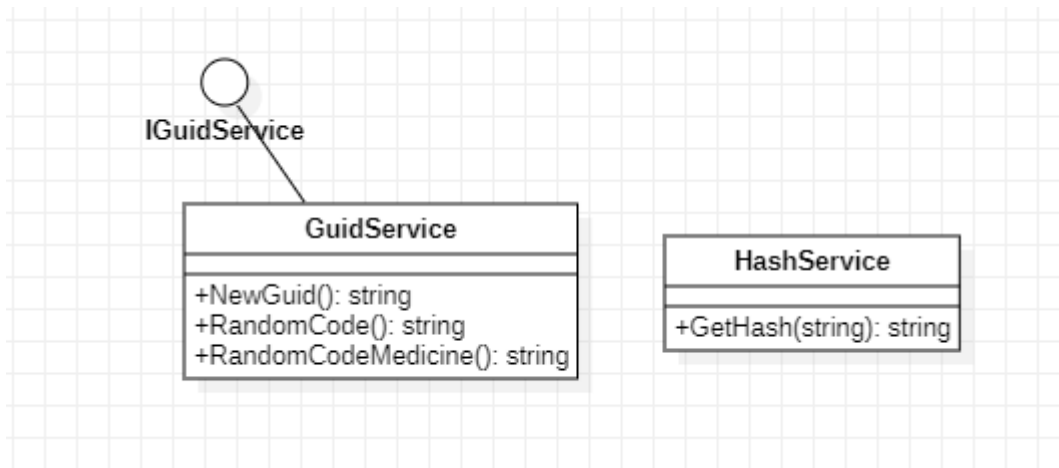 IGuidService
GuidService
+NewGuid(): string
+RandomCode(): string
+RandomCodeMedicine(): string
HashService
+GetHash(string): string